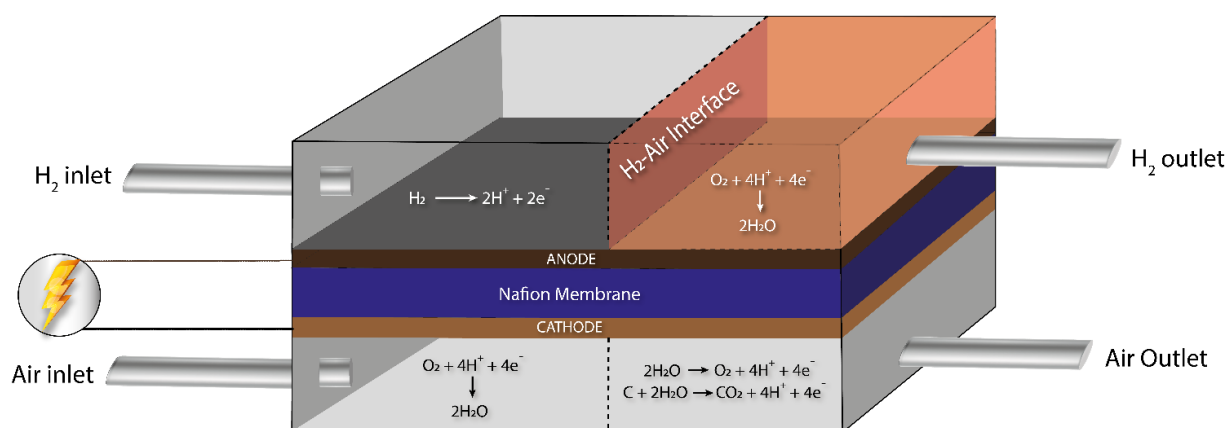 H₂ inlet
H₂-Air Interface
H₂ outlet
H₂ ⟶ 2H⁺ + 2e⁻
O₂ + 4H⁺ + 4e⁻
↓
2H₂O
ANODE
Nafion Membrane
CATHODE
Air inlet
Air Outlet
O₂ + 4H⁺ + 4e⁻
↓
2H₂O
2H₂O → O₂ + 4H⁺ + 4e⁻
C + 2H₂O → CO₂ + 4H⁺ + 4e⁻